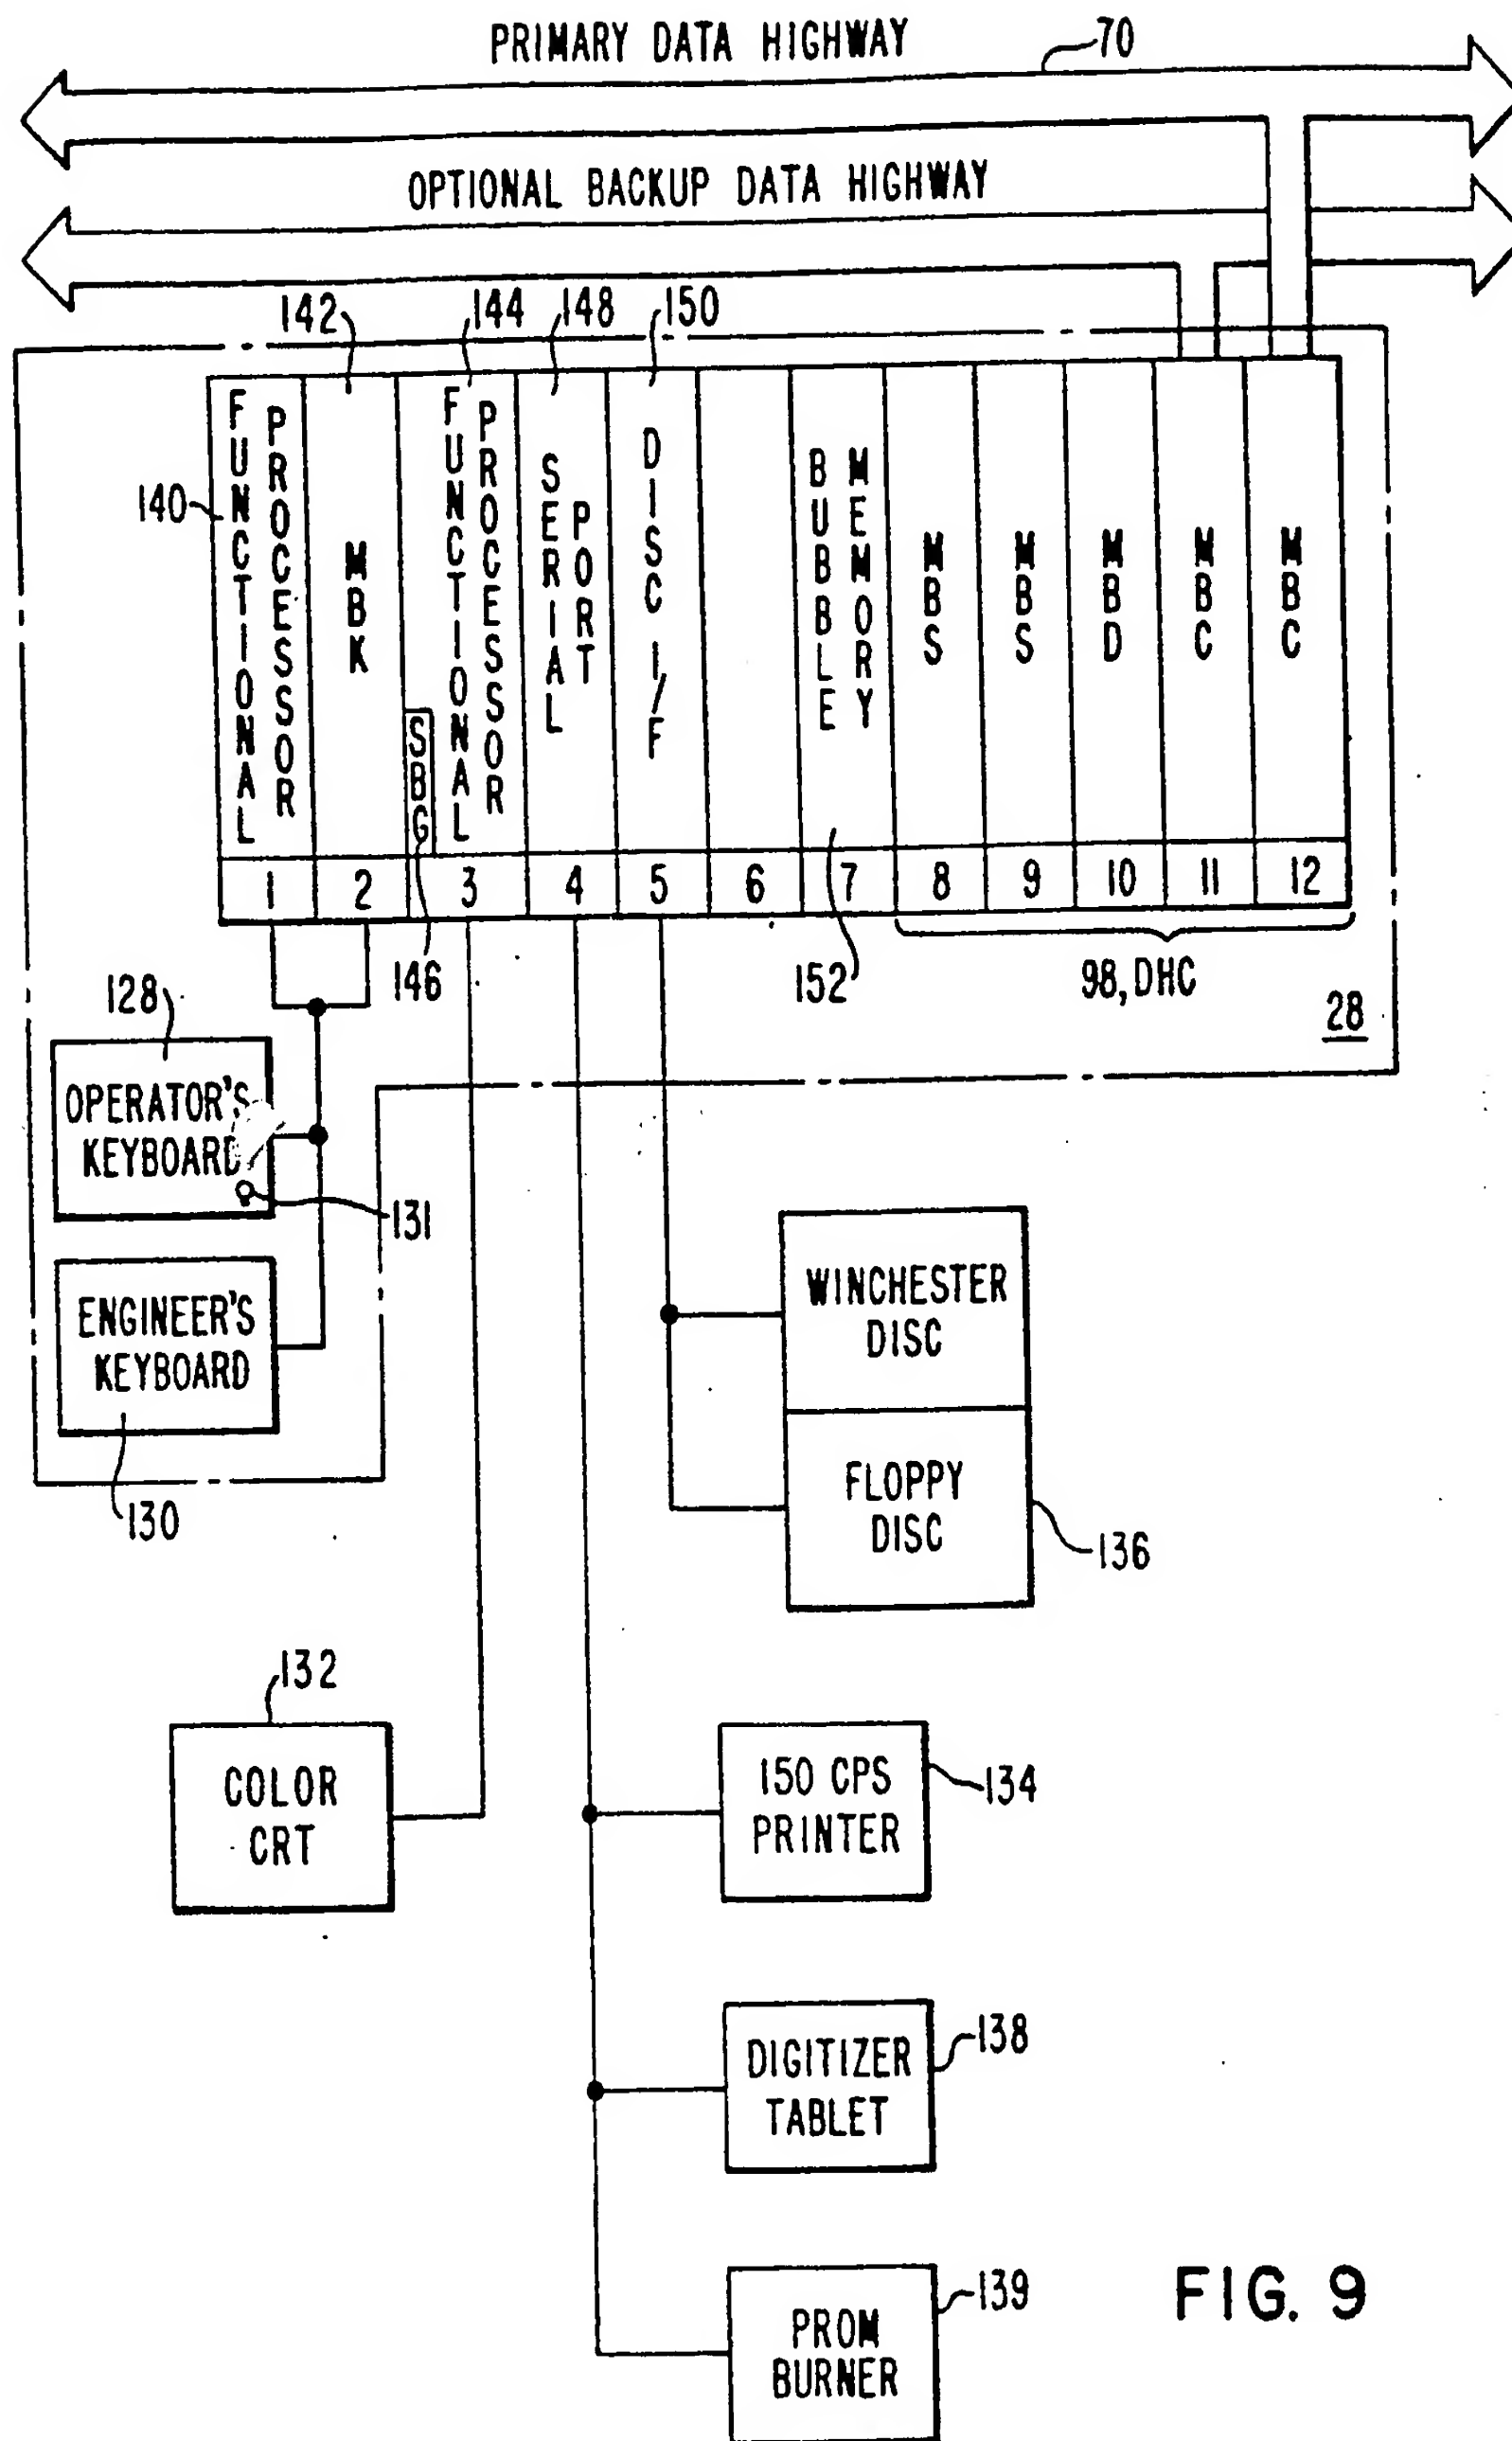 PRIMARY DATA HIGHWAY
70
OPTIONAL BACKUP DATA HIGHWAY
142
144
148
150
140
FUNCTIONAL PROCESSOR
MBK
SBG
FUNCTIONAL PROCESSOR
SERIAL PORT
DISC I/F
BUBBLE MEMORY
MBS
MBS
MBD
MBC
MBC
1 2 3 4 5 6 7 8 9 10 11 12
146
152
98, DHC
28
128
OPERATOR'S
KEYBOARD
131
ENGINEER'S
KEYBOARD
130
WINCHESTER
DISC
FLOPPY
DISC
136
132
COLOR
CRT
150 CPS
PRINTER
134
DIGITIZER
TABLET
138
PROM
BURNER
139
FIG. 9